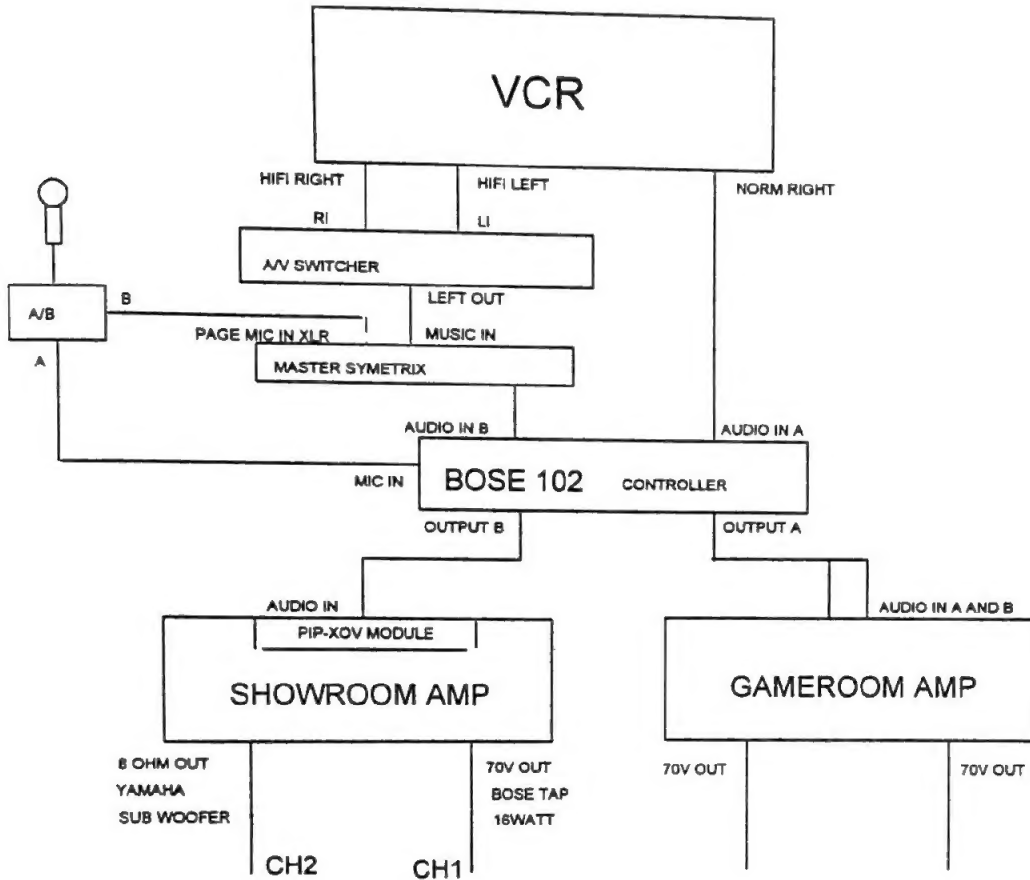 VCR
HIFI RIGHT
HIFI LEFT
NORM RIGHT
RI
LI
A/V SWITCHER
A/B
B
LEFT OUT
PAGE MIC IN XLR
MUSIC IN
A
MASTER SYMETRIX
AUDIO IN B
AUDIO IN A
MIC IN
BOSE 102 CONTROLLER
OUTPUT B
OUTPUT A
AUDIO IN
AUDIO IN A AND B
PIP-XOV MODULE
SHOWROOM AMP
GAMEROOM AMP
8 OHM OUT
YAMAHA
SUB WOOFER
70V OUT
BOSE TAP
16WATT
70V OUT
70V OUT
CH2
CH1